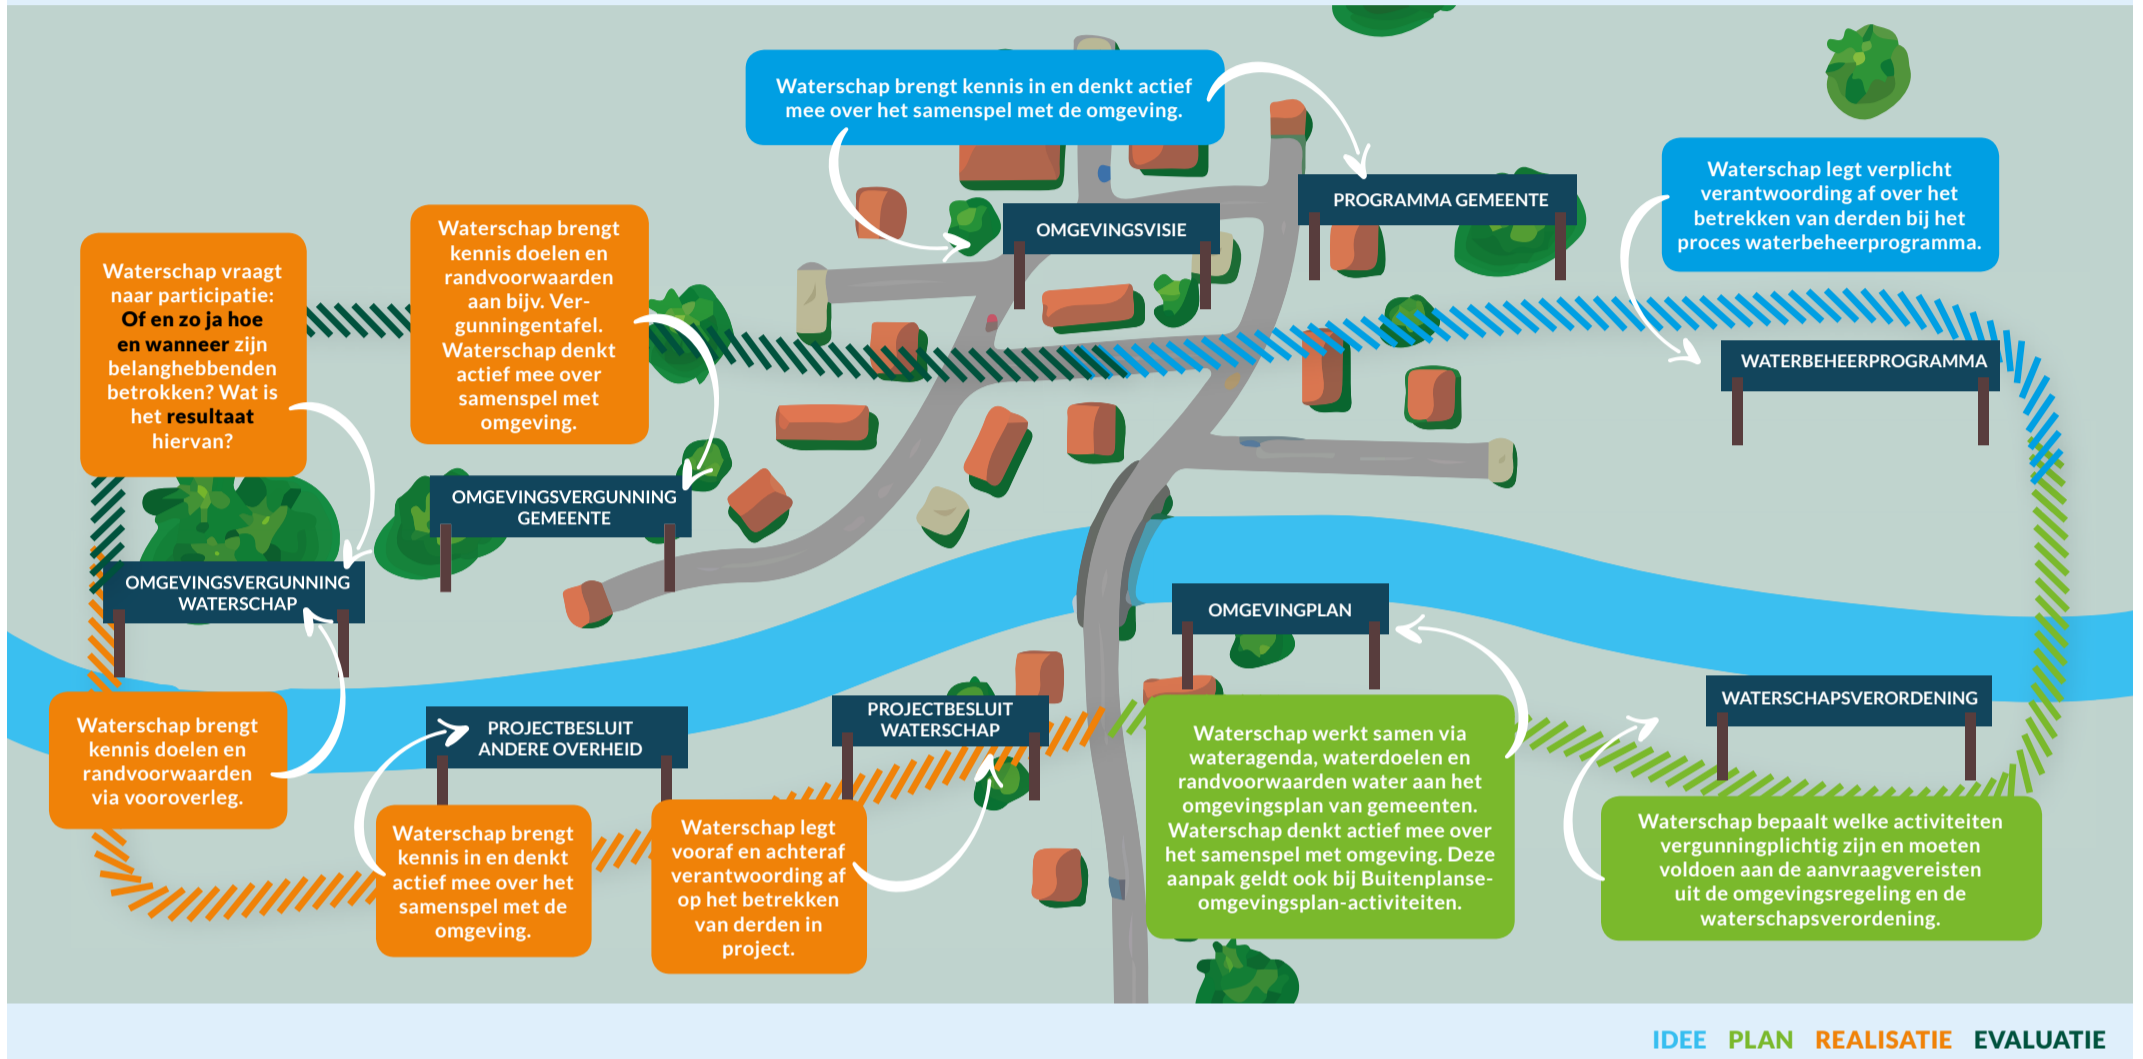 Waterschap brengt kennis in en denkt actief
mee over het samenspel met de omgeving.
PROGRAMMA GEMEENTE
OMGEVINGSVISIE
Waterschap legt verplicht
verantwoording af over het
betrekken van derden bij het
proces waterbeheerprogramma.
WATERBEHEERPROGRAMMA
Waterschap brengt
kennis doelen en
randvoorwaarden
aan bijv. Ver-
gunningentafel.
Waterschap denkt
actief mee over
samenspel met
omgeving.
Waterschap vraagt
naar participatie:
Of en zo ja hoe
en wanneer zijn
belanghebbenden
betrokken? Wat is
het resultaat
hiervan?
OMGEVINGSVERGUNNING
GEMEENTE
OMGEVINGSVERGUNNING
WATERSCHAP
OMGEVINGPLAN
WATERSCHAPSVERORDENING
PROJECTBESLUIT
WATERSCHAP
PROJECTBESLUIT
ANDERE OVERHEID
Waterschap brengt
kennis doelen en
randvoorwaarden
via vooroverleg.
Waterschap brengt
kennis in en denkt
actief mee over het
samenspel met de
omgeving.
Waterschap legt
vooraf en achteraf
verantwoording af
op het betrekken
van derden in
project.
Waterschap werkt samen via
wateragenda, waterdoelen en
randvoorwaarden water aan het
omgevingsplan van gemeenten.
Waterschap denkt actief mee over
het samenspel met omgeving. Deze
aanpak geldt ook bij Buitenplanse-
omgevingsplan-activiteiten.
Waterschap bepaalt welke activiteiten
vergunningplichtig zijn en moeten
voldoen aan de aanvraagvereisten
uit de omgevingsregeling en de
waterschapsverordening.
IDEE PLAN REALISATIE EVALUATIE